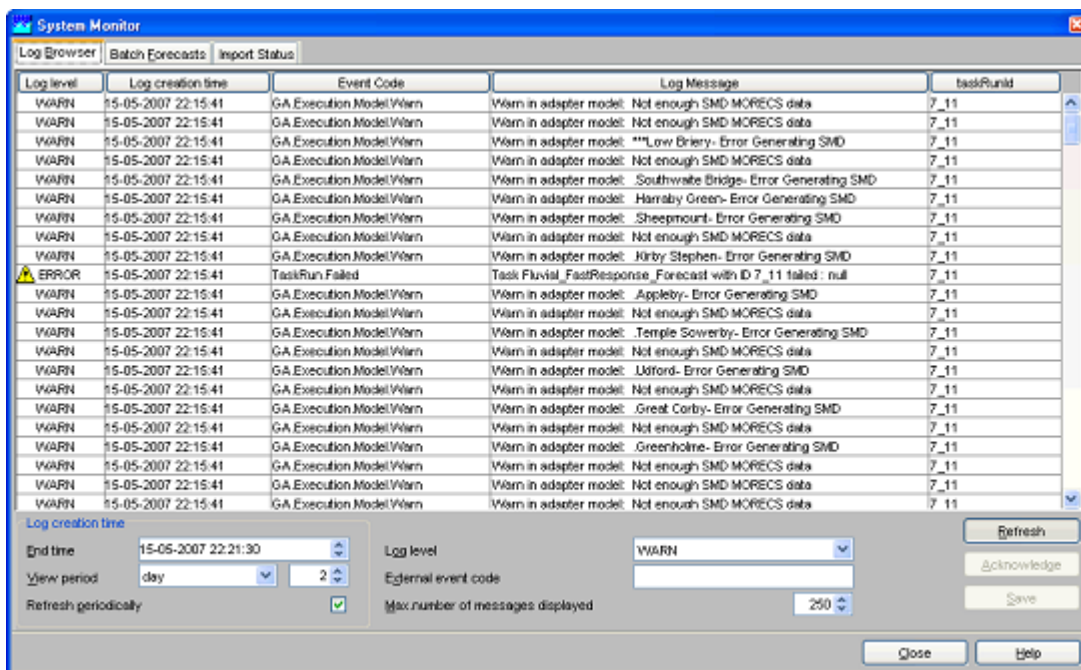 System Monitor
Log Browser Batch Forecasts Import Status
Log level Log creation time Event Code Log Message taskRunId
WARN 15-05-2007 22:15:41 GA.Execution.Model.Warn Warn in adapter model: Not enough SMD MORECS data 7_11
WARN 15-05-2007 22:15:41 GA.Execution.Model.Warn Warn in adapter model: Not enough SMD MORECS data 7_11
WARN 15-05-2007 22:15:41 GA.Execution.Model.Warn Warn in adapter model: ***Low Briery- Error Generating SMD 7_11
WARN 15-05-2007 22:15:41 GA.Execution.Model.Warn Warn in adapter model: Not enough SMD MORECS data 7_11
WARN 15-05-2007 22:15:41 GA.Execution.Model.Warn Warn in adapter model: .Southwaite Bridge- Error Generating SMD 7_11
WARN 15-05-2007 22:15:41 GA.Execution.Model.Warn Warn in adapter model: .Harraby Green- Error Generating SMD 7_11
WARN 15-05-2007 22:15:41 GA.Execution.Model.Warn Warn in adapter model: .Sheepmount- Error Generating SMD 7_11
WARN 15-05-2007 22:15:41 GA.Execution.Model.Warn Warn in adapter model: Not enough SMD MORECS data 7_11
WARN 15-05-2007 22:15:41 GA.Execution.Model.Warn Warn in adapter model: .Kirby Stephen- Error Generating SMD 7_11
ERROR 15-05-2007 22:15:41 TaskRun.Failed Task Fluvial_FastResponse_Forecast with ID 7_11 failed : null 7_11
WARN 15-05-2007 22:15:41 GA.Execution.Model.Warn Warn in adapter model: .Appleby- Error Generating SMD 7_11
WARN 15-05-2007 22:15:41 GA.Execution.Model.Warn Warn in adapter model: Not enough SMD MORECS data 7_11
WARN 15-05-2007 22:15:41 GA.Execution.Model.Warn Warn in adapter model: .Temple Sowerby- Error Generating SMD 7_11
WARN 15-05-2007 22:15:41 GA.Execution.Model.Warn Warn in adapter model: Not enough SMD MORECS data 7_11
WARN 15-05-2007 22:15:41 GA.Execution.Model.Warn Warn in adapter model: .Udford- Error Generating SMD 7_11
WARN 15-05-2007 22:15:41 GA.Execution.Model.Warn Warn in adapter model: Not enough SMD MORECS data 7_11
WARN 15-05-2007 22:15:41 GA.Execution.Model.Warn Warn in adapter model: .Great Corby- Error Generating SMD 7_11
WARN 15-05-2007 22:15:41 GA.Execution.Model.Warn Warn in adapter model: Not enough SMD MORECS data 7_11
WARN 15-05-2007 22:15:41 GA.Execution.Model.Warn Warn in adapter model: .Greenholme- Error Generating SMD 7_11
WARN 15-05-2007 22:15:41 GA.Execution.Model.Warn Warn in adapter model: Not enough SMD MORECS data 7_11
WARN 15-05-2007 22:15:41 GA.Execution.Model.Warn Warn in adapter model: Not enough SMD MORECS data 7_11
WARN 15-05-2007 22:15:41 GA.Execution.Model.Warn Warn in adapter model: Not enough SMD MORECS data 7_11
Log creation time
End time 15-05-2007 22:21:30 Log level WARN Refresh
View period day 2 External event code Acknowledge
Refresh periodically Max.number of messages displayed 250 Save
Close Help